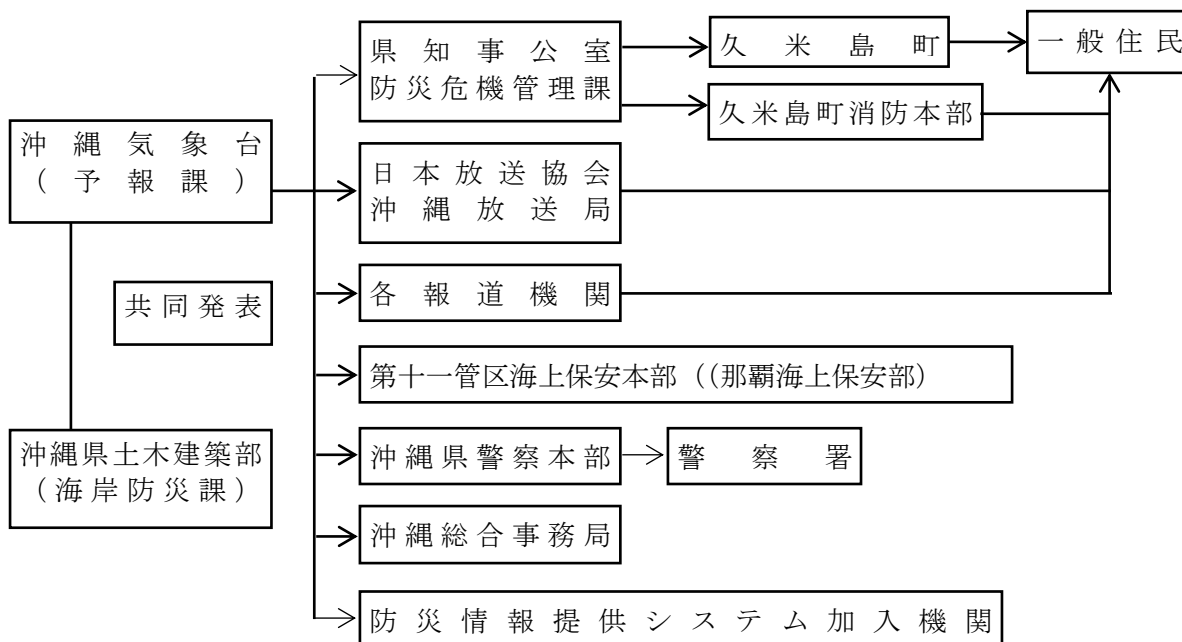 県知事公室
防災危機管理課
久米島町
一般住民
久米島町消防本部
沖縄気象台
(予報課)
日本放送協会
沖縄放送局
共同発表
各報道機関
第十一管区海上保安本部((那覇海上保安部)
沖縄県土木建築部
(海岸防災課)
沖縄県警察本部
警察署
沖縄総合事務局
防災情報提供システム加入機関